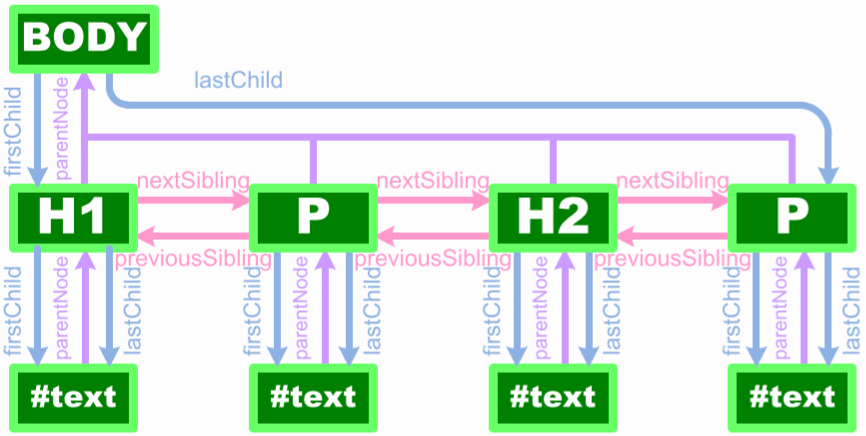 BODY
lastChild
firstChild
parentNode
nextSibling
nextSibling
nextSibling
H1
P
H2
P
previousSibling
previousSibling
previousSibling
firstChild
parentNode
lastChild
firstChild
parentNode
lastChild
firstChild
parentNode
lastChild
firstChild
parentNode
lastChild
#text
#text
#text
#text